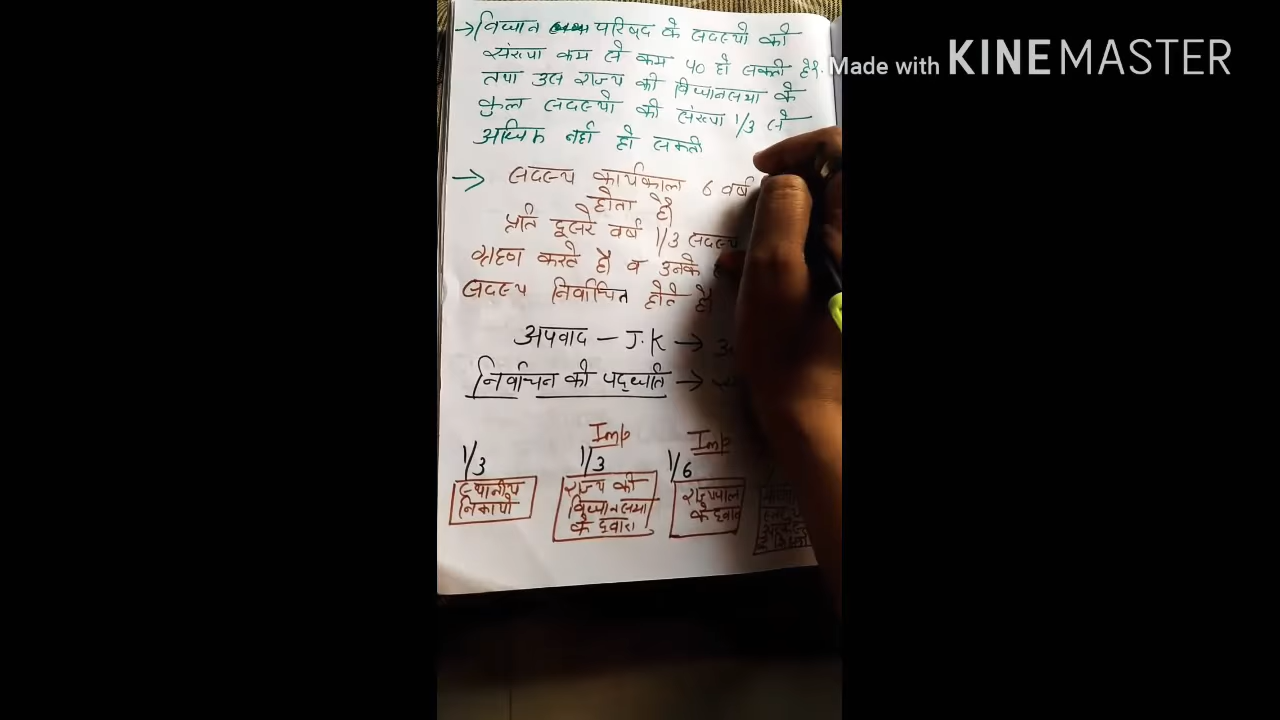 → विधान परिषद के सदस्यो की
संख्या कम से कम 40 हो सकती है।
तथा उस राज्य की विधानसभा के
कुल सदस्यो की संख्या 1/3 से
अधिक नहीं हो सकती
→ सदस्य कार्यकाल 6 वर्ष
होता है
प्रति दूसरे वर्ष 1/3 सदस्य
ग्रहण करते है व उनके
सदस्य निर्वाचित होते है।
अपवाद – J.K →
निर्वाचन की पद्धति →
Imp Imp
1/3 1/3 1/6
स्थानीय राज्य की राज्यपाल
निकायो विधानसभा के द्वारा
के द्वारा
Made with KINEMASTER